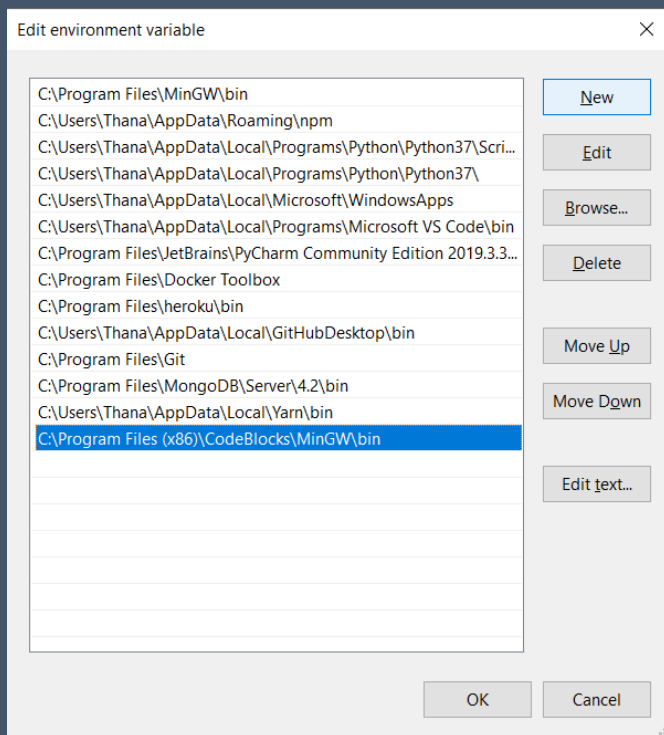 Edit environment variable
C:\Program Files\MinGW\bin
C:\Users\Thana\AppData\Roaming\npm
C:\Users\Thana\AppData\Local\Programs\Python\Python37\Scri...
C:\Users\Thana\AppData\Local\Programs\Python\Python37\
C:\Users\Thana\AppData\Local\Microsoft\WindowsApps
C:\Users\Thana\AppData\Local\Programs\Microsoft VS Code\bin
C:\Program Files\JetBrains\PyCharm Community Edition 2019.3.3...
C:\Program Files\Docker Toolbox
C:\Program Files\heroku\bin
C:\Users\Thana\AppData\Local\GitHubDesktop\bin
C:\Program Files\Git
C:\Program Files\MongoDB\Server\4.2\bin
C:\Users\Thana\AppData\Local\Yarn\bin
C:\Program Files (x86)\CodeBlocks\MinGW\bin
New
Edit
Browse...
Delete
Move Up
Move Down
Edit text...
OK
Cancel